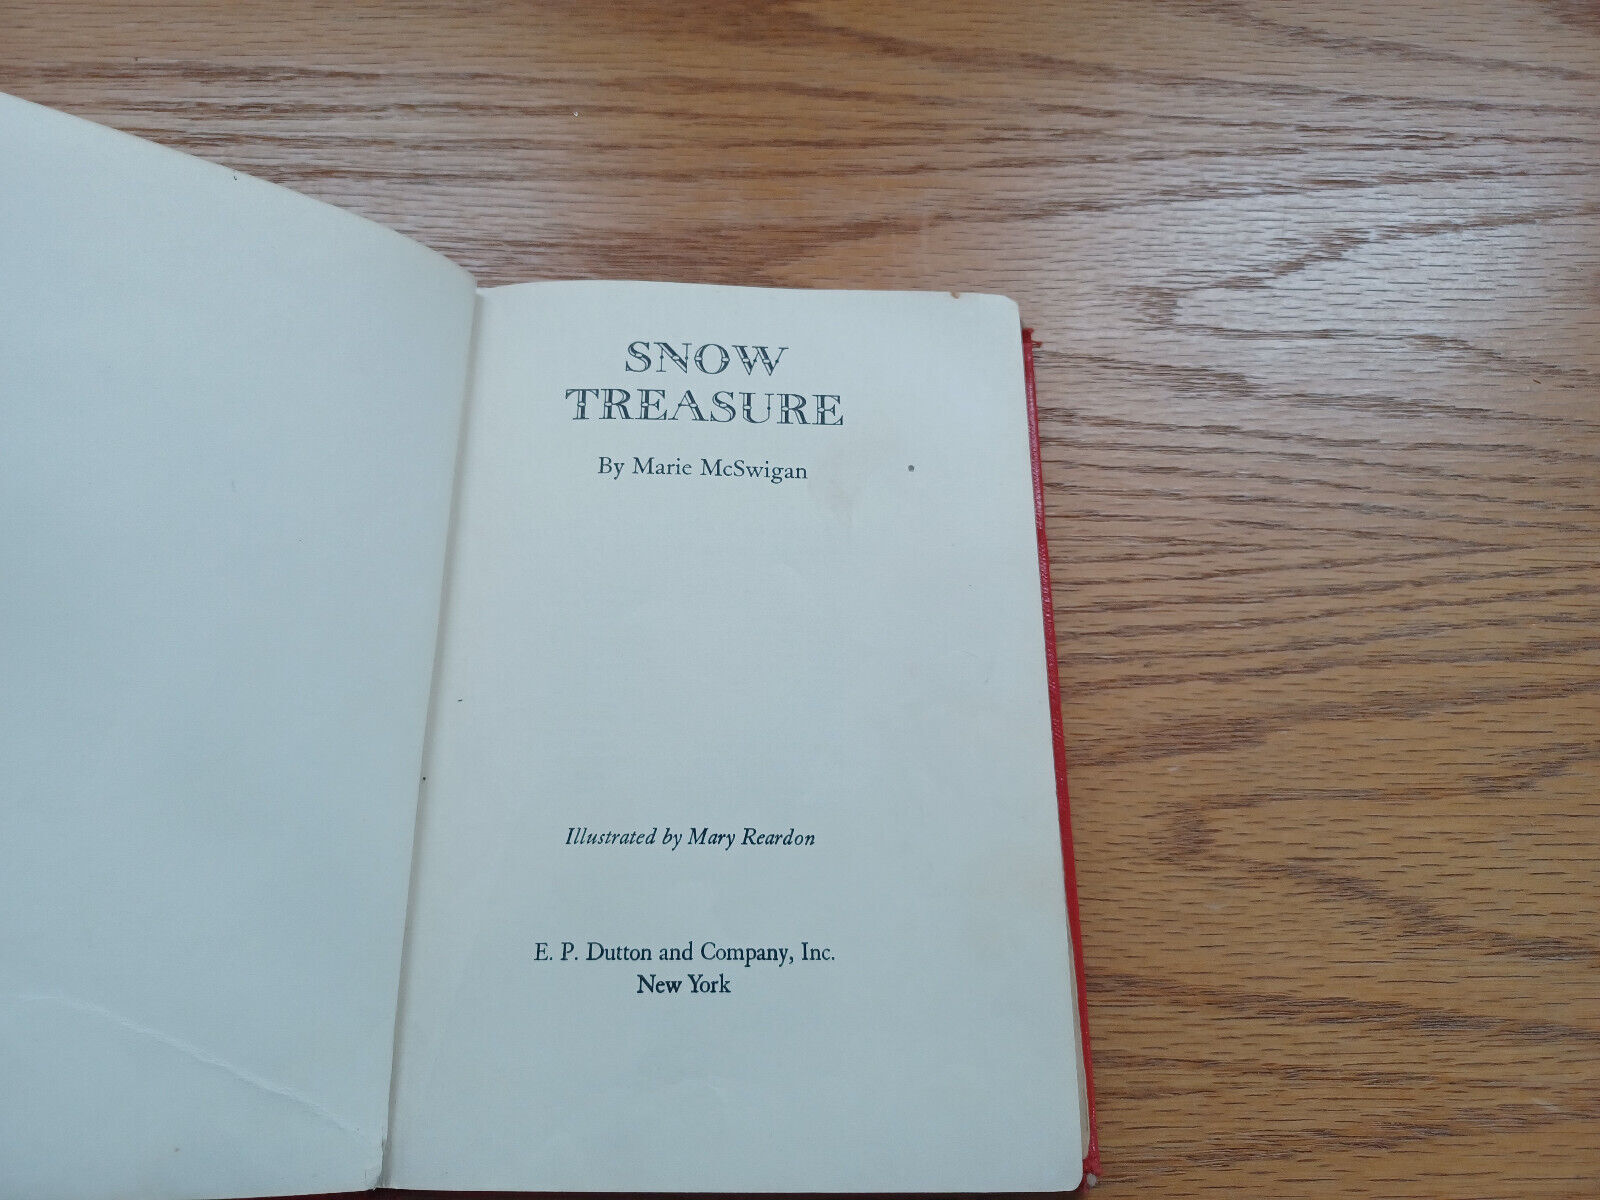 SNOW
TREASURE
By Marie McSwigan
Illustrated by Mary Reardon
E. P. Dutton and Company, Inc.
New York